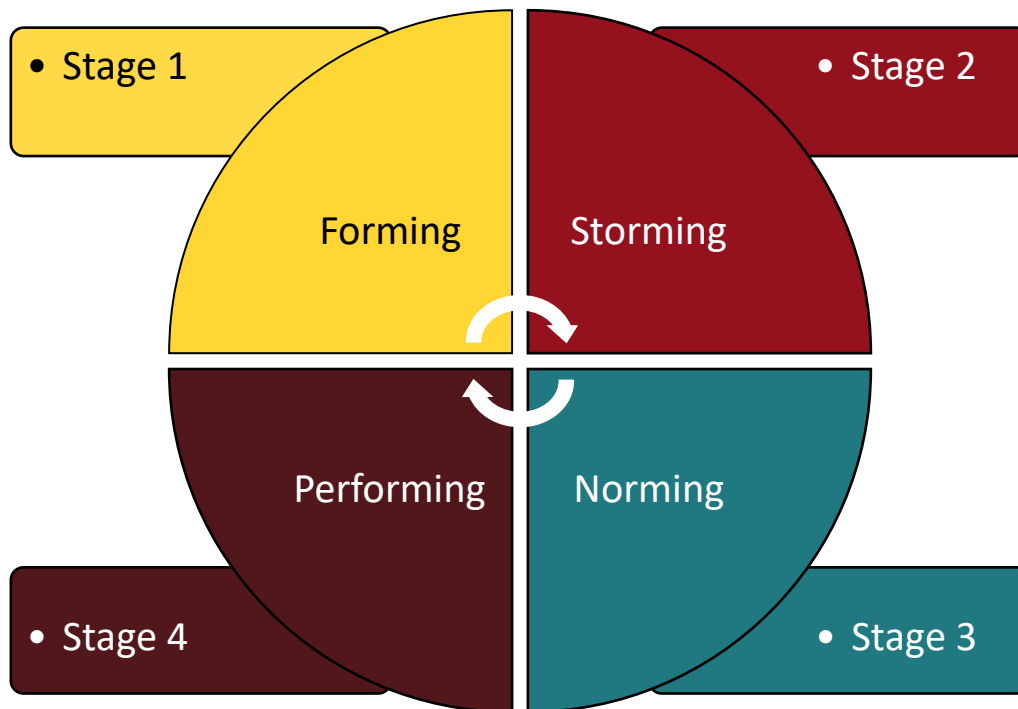 • Stage 1
• Stage 2
Forming
Storming
Performing
Norming
• Stage 4
• Stage 3